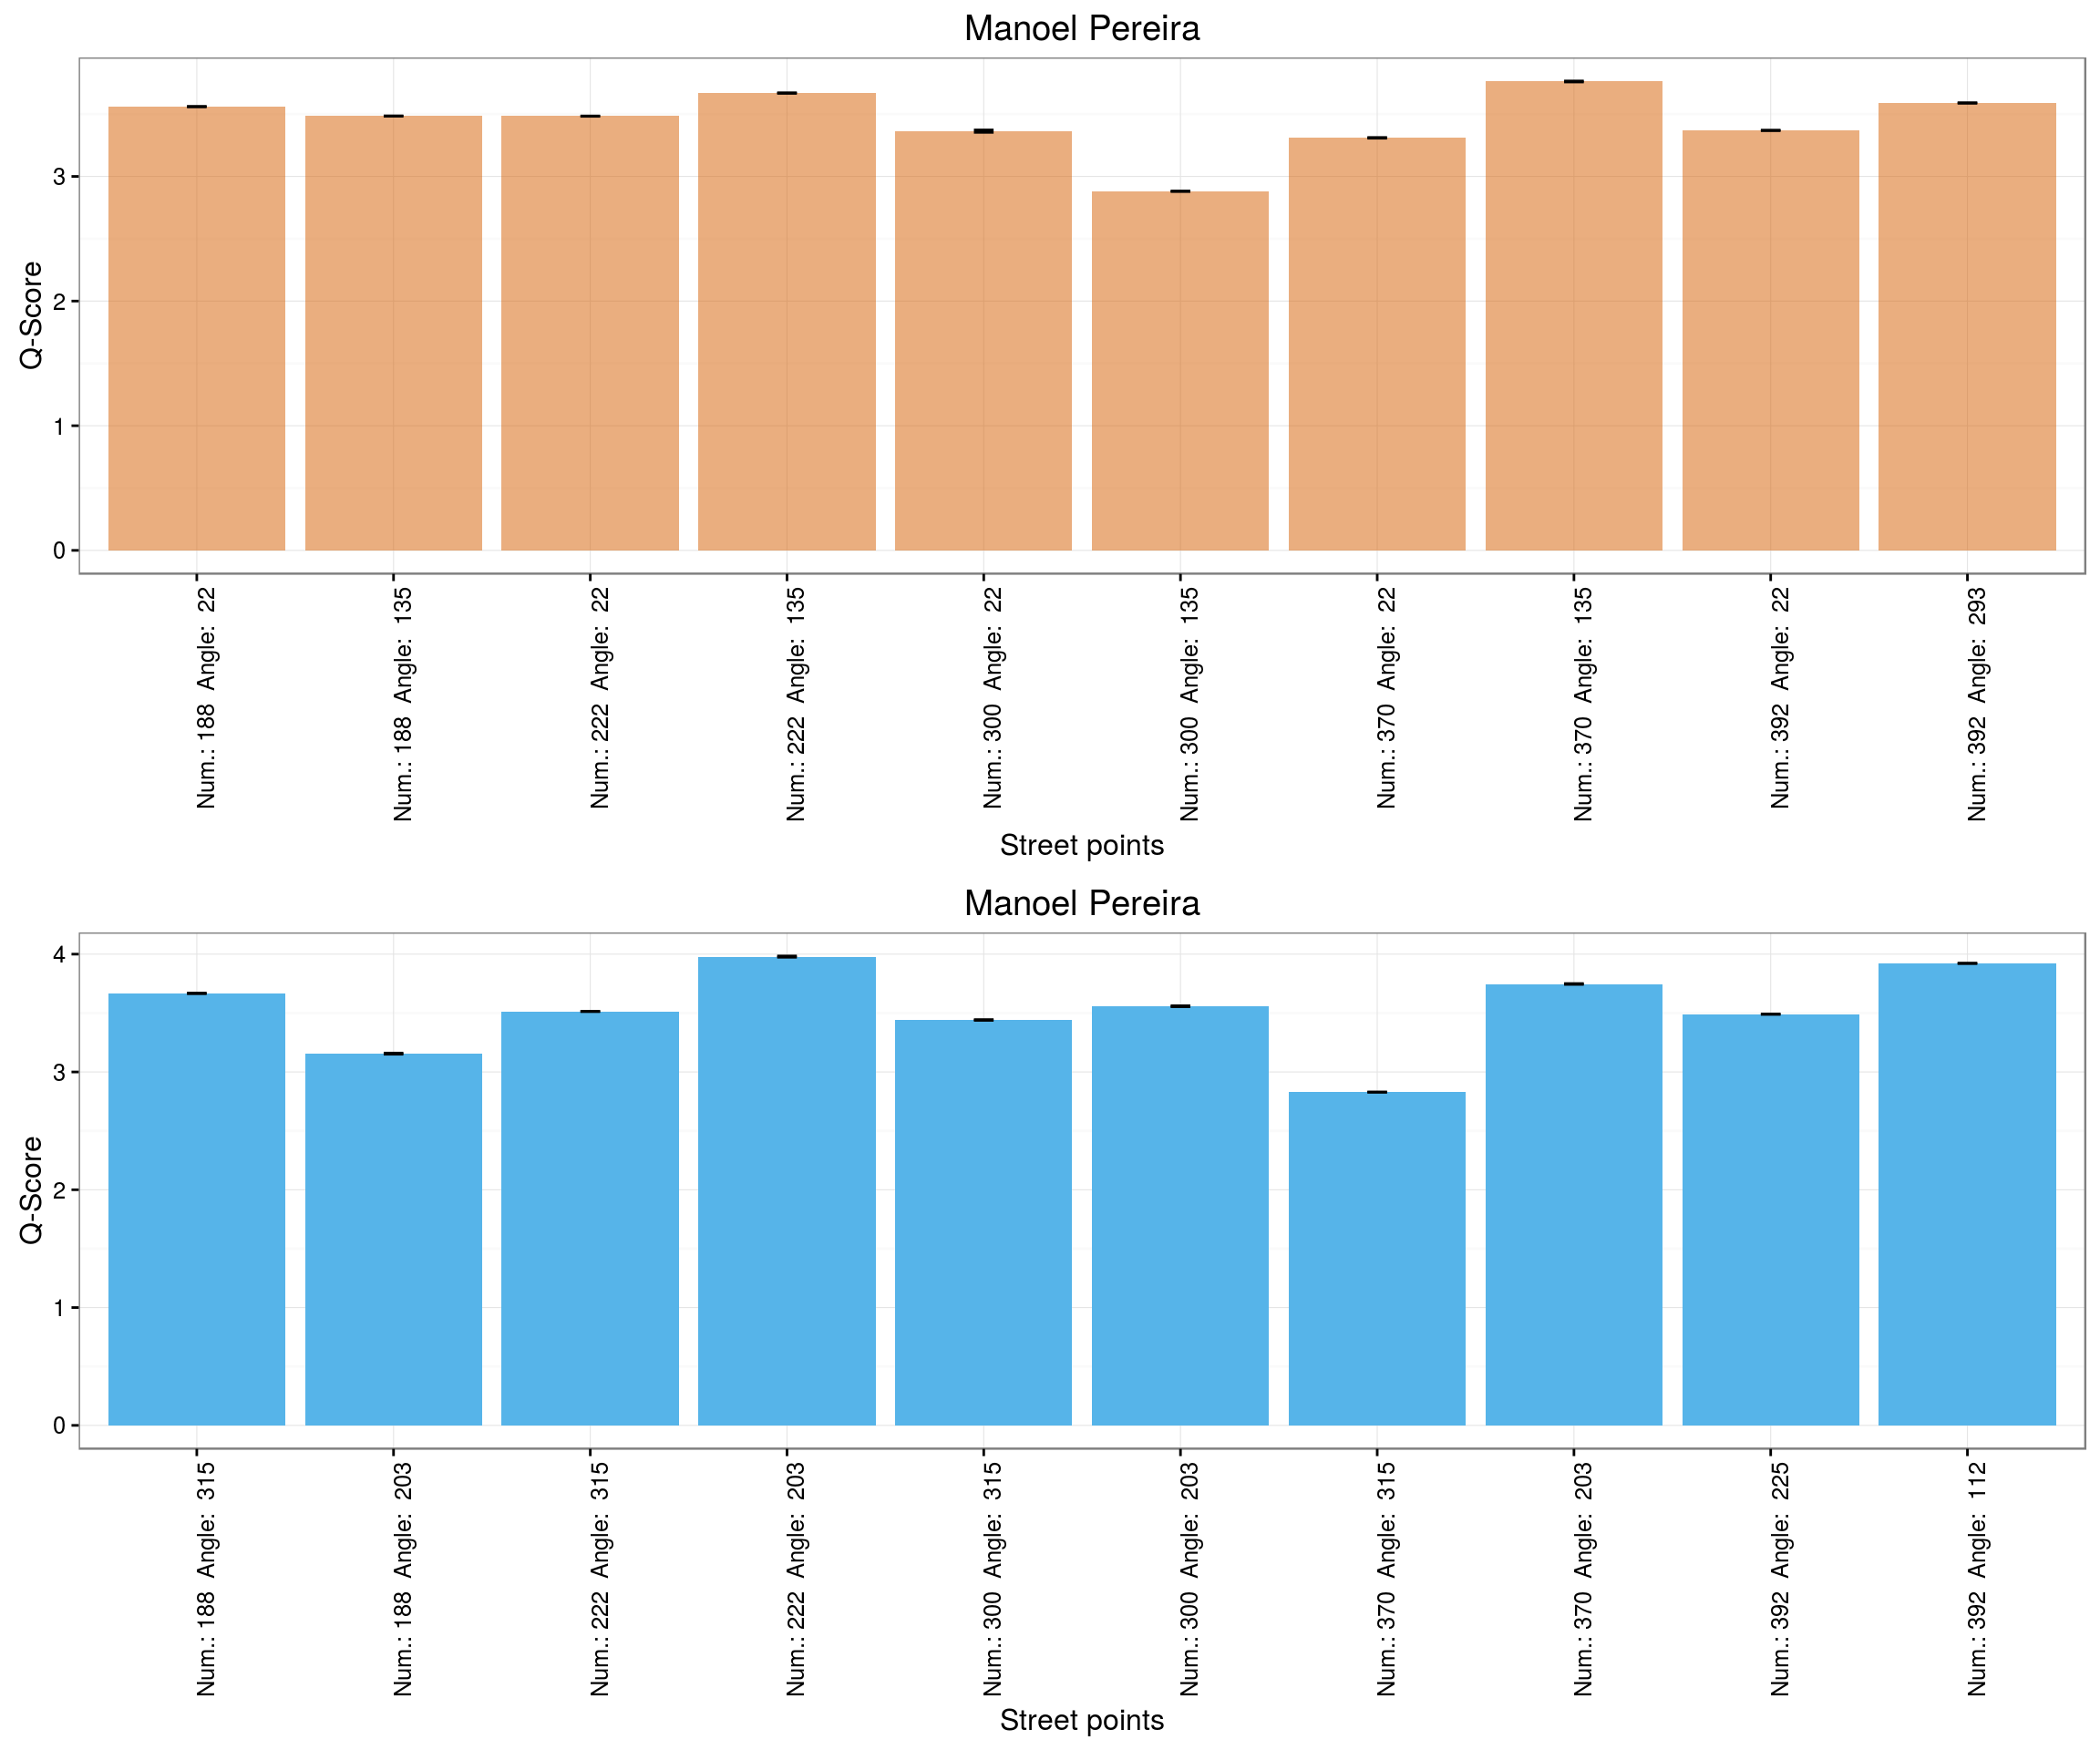 Manoel Pereira
Q-Score
3
2
1
0
Num.: 188 Angle: 22
Num.: 188 Angle: 135
Num.: 222 Angle: 22
Num.: 222 Angle: 135
Num.: 300 Angle: 22
Num.: 300 Angle: 135
Num.: 370 Angle: 22
Num.: 370 Angle: 135
Num.: 392 Angle: 22
Num.: 392 Angle: 293
Street points
Manoel Pereira
Q-Score
4
3
2
1
0
Num.: 188 Angle: 315
Num.: 188 Angle: 203
Num.: 222 Angle: 315
Num.: 222 Angle: 203
Num.: 300 Angle: 315
Num.: 300 Angle: 203
Num.: 370 Angle: 315
Num.: 370 Angle: 203
Num.: 392 Angle: 225
Num.: 392 Angle: 112
Street points